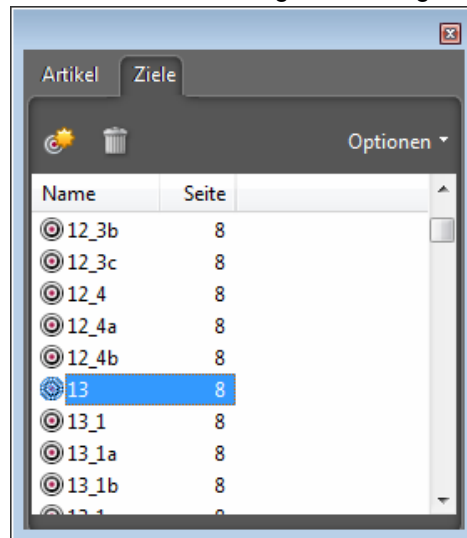 Artikel Ziele
Optionen
Name Seite
12_3b 8
12_3c 8
12_4 8
12_4a 8
12_4b 8
13 8
13_1 8
13_1a 8
13_1b 8